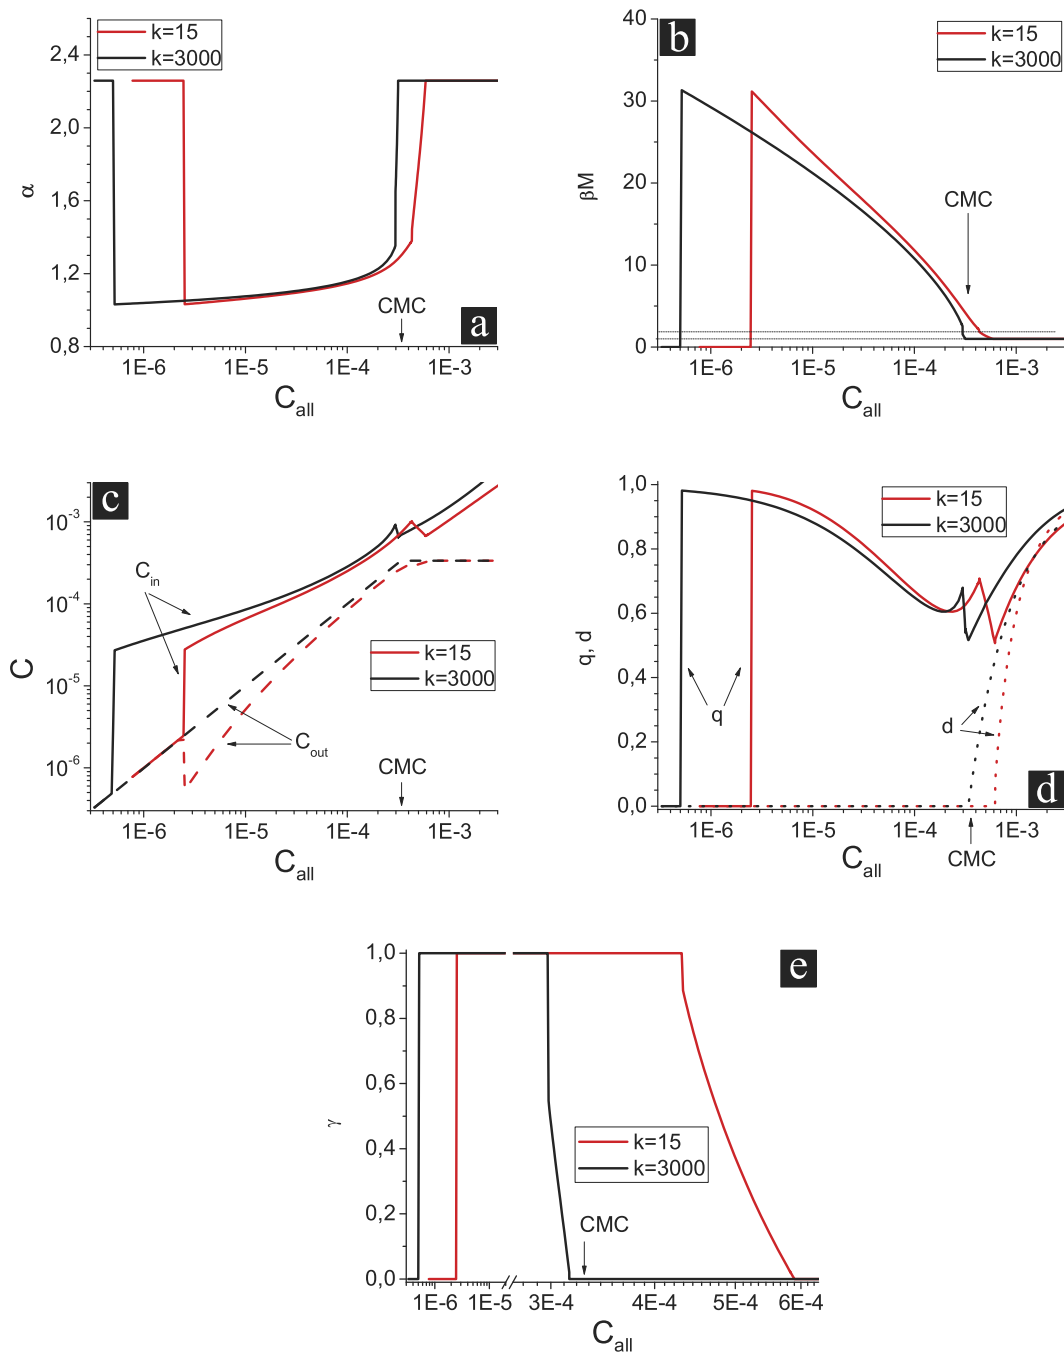 k=15
k=3000
2,4
2,0
1,6
1,2
0,8
α
CMC
a
1E-6 1E-5 1E-4 1E-3
C_all
b
k=15
k=3000
40
30
20
10
0
βM
CMC
1E-6 1E-5 1E-4 1E-3
C_all
c
10^-3
10^-4
10^-5
10^-6
C
C_in
k=15
k=3000
C_out
CMC
1E-6 1E-5 1E-4 1E-3
C_all
1,0
0,8
0,6
0,4
0,2
0,0
q, d
k=15
k=3000
q
d
d
1E-6 1E-5 1E-4 1E-3
C_all
CMC
1,0
0,8
0,6
0,4
0,2
0,0
γ
e
k=15
k=3000
CMC
1E-6 1E-5 3E-4 4E-4 5E-4 6E-4
C_all